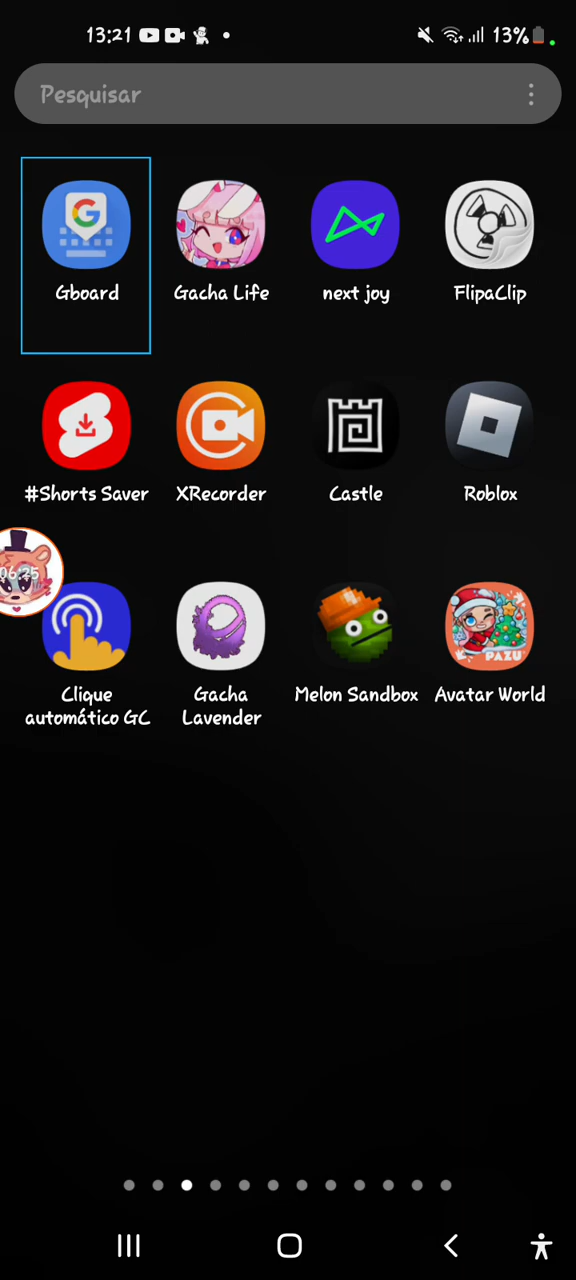 13:21
13%
Pesquisar
Gboard
Gacha Life
next joy
FlipaClip
#Shorts Saver
XRecorder
Castle
Roblox
06:25
PAZU
Clique
automático GC
Gacha
Lavender
Melon Sandbox
Avatar World